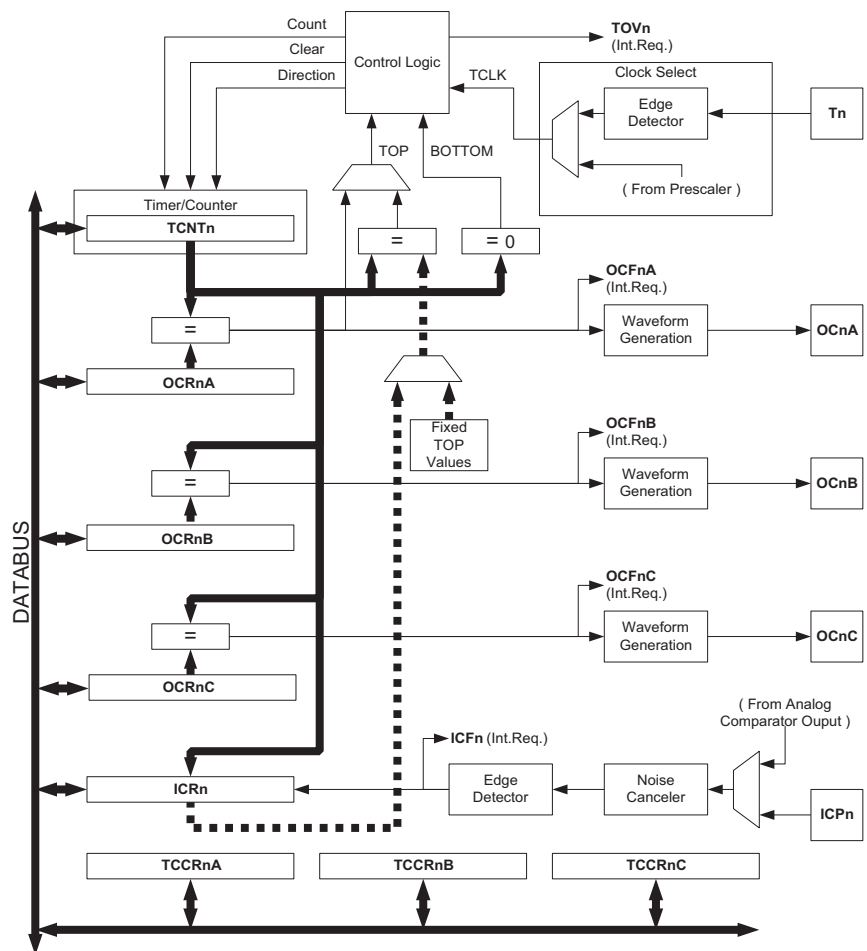 Count
Clear
Direction
Control Logic
TOVn
(Int.Req.)
TCLK
Clock Select
Edge
Detector
Tn
( From Prescaler )
TOP
BOTTOM
Timer/Counter
TCNTn
=
= 0
OCFnA
(Int.Req.)
=
Waveform
Generation
OCnA
OCRnA
Fixed
TOP
Values
OCFnB
(Int.Req.)
=
Waveform
Generation
OCnB
OCRnB
DATABUS
OCFnC
(Int.Req.)
=
Waveform
Generation
OCnC
OCRnC
( From Analog
Comparator Ouput )
ICFn (Int.Req.)
ICRn
Edge
Detector
Noise
Canceler
ICPn
TCCRnA
TCCRnB
TCCRnC